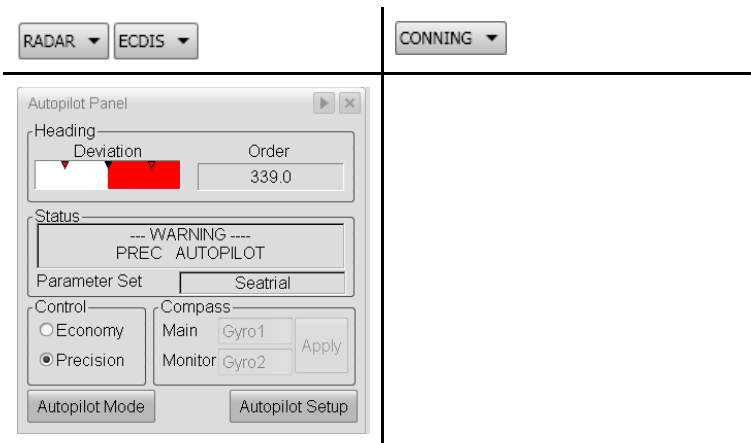 RADAR ECDIS CONNING
Autopilot Panel
Heading
Deviation Order
339.0
Status
--- WARNING ----
PREC AUTOPILOT
Parameter Set Seatrial
Control Compass
Economy Main Gyro1
Apply
Precision Monitor Gyro2
Autopilot Mode Autopilot Setup